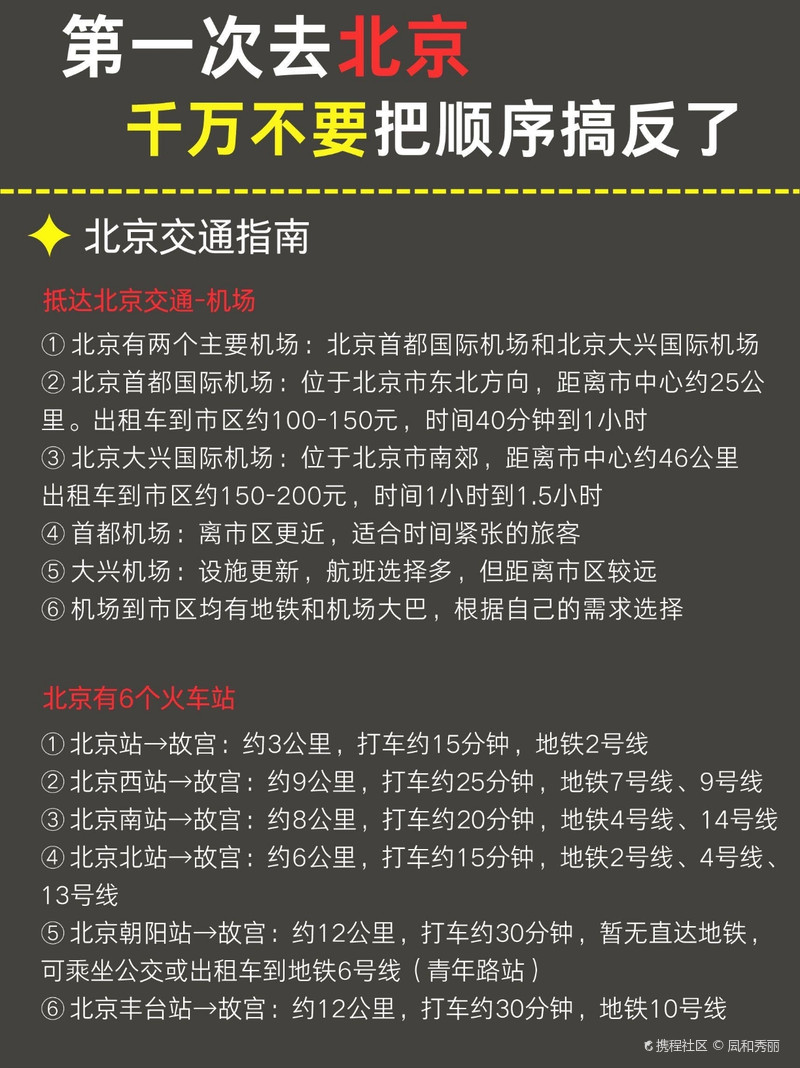 第一次去北京
千万不要把顺序搞反了
北京交通指南
抵达北京交通-机场
① 北京有两个主要机场：北京首都国际机场和北京大兴国际机场
② 北京首都国际机场：位于北京市东北方向，距离市中心约25公
里。出租车到市区约100-150元，时间40分钟到1小时
③ 北京大兴国际机场：位于北京市南郊，距离市中心约46公里
出租车到市区约150-200元，时间1小时到1.5小时
④ 首都机场：离市区更近，适合时间紧张的旅客
⑤ 大兴机场：设施更新，航班选择多，但距离市区较远
⑥ 机场到市区均有地铁和机场大巴，根据自己的需求选择
北京有6个火车站
① 北京站→故宫：约3公里，打车约15分钟，地铁2号线
② 北京西站→故宫：约9公里，打车约25分钟，地铁7号线、9号线
③ 北京南站→故宫：约8公里，打车约20分钟，地铁4号线、14号线
④ 北京北站→故宫：约6公里，打车约15分钟，地铁2号线、4号线、
13号线
⑤ 北京朝阳站→故宫：约12公里，打车约30分钟，暂无直达地铁，
可乘坐公交或出租车到地铁6号线（青年路站）
⑥ 北京丰台站→故宫：约12公里，打车约30分钟，地铁10号线
携程社区 © 凬和秀丽